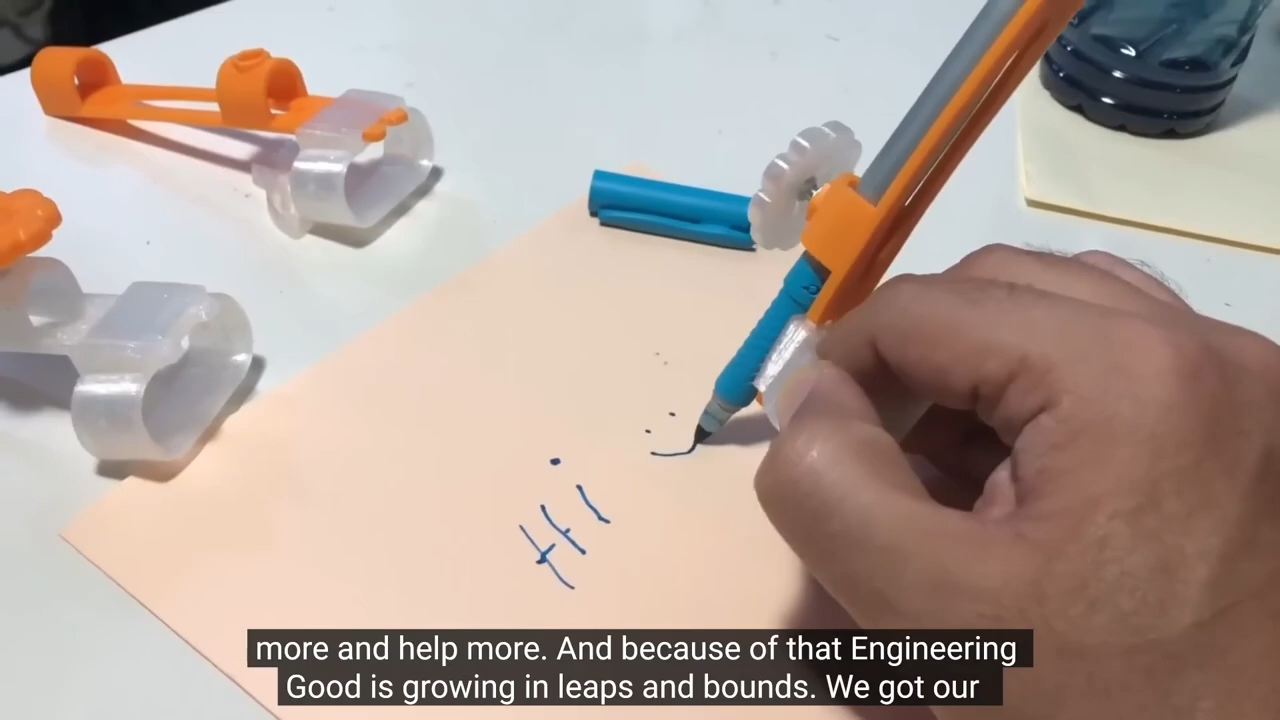 Hi
more and help more. And because of that Engineering
Good is growing in leaps and bounds. We got our